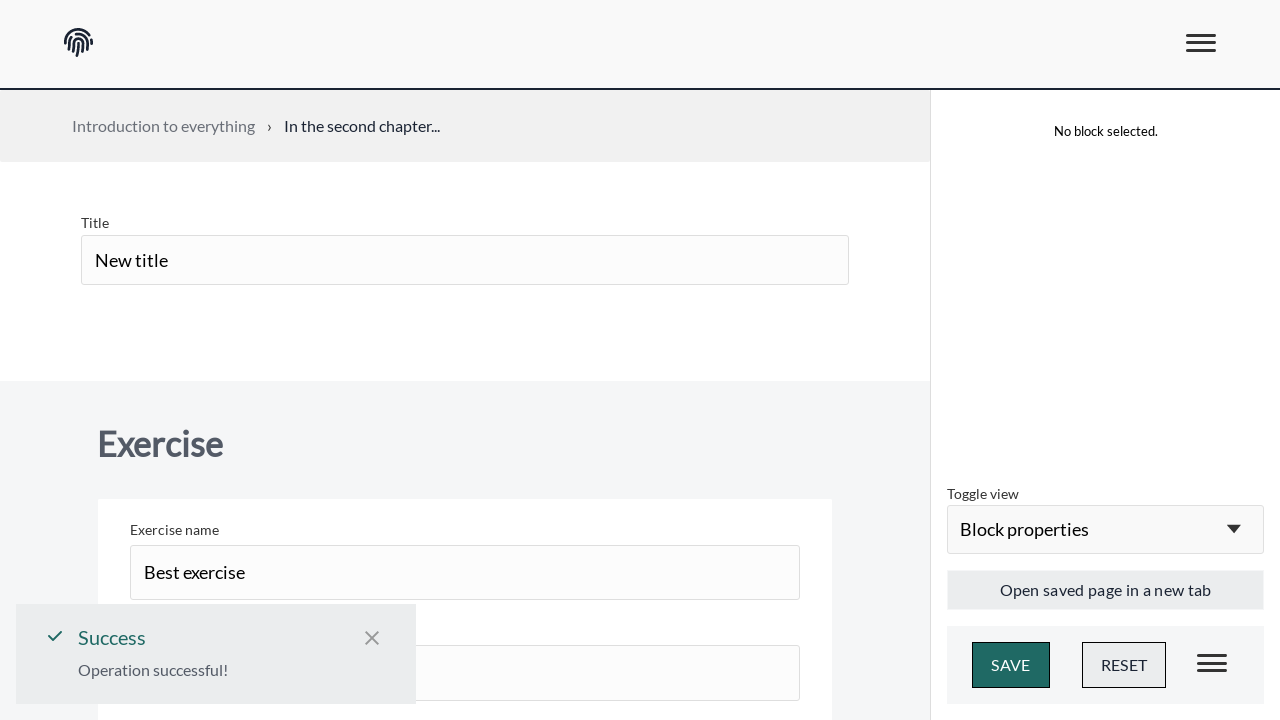 Introduction to everything › In the second chapter...
Title
New title
Exercise
Exercise name
Best exercise
Success
Operation successful!
No block selected.
Toggle view
Block properties
Open saved page in a new tab
SAVE RESET